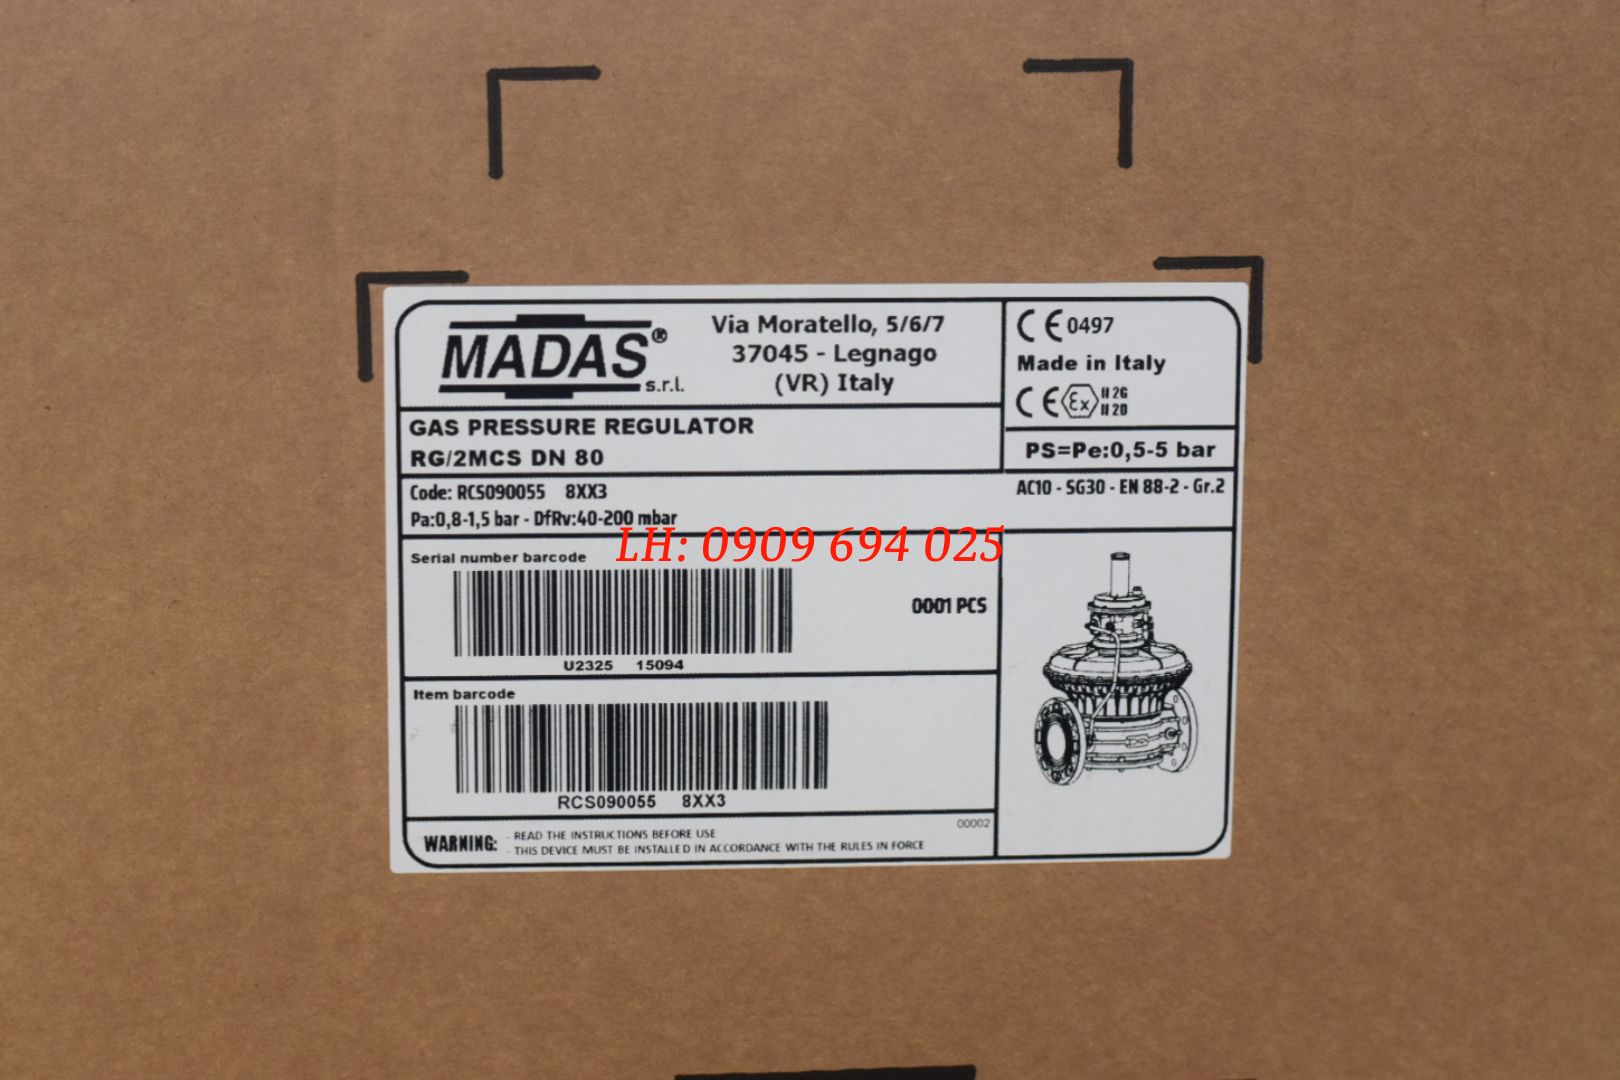 MADAS®
s.r.l.
Via Moratello, 5/6/7
37045 - Legnago
(VR) Italy
CE 0497
Made in Italy
CE Ex II 2G
II 2D
GAS PRESSURE REGULATOR
RG/2MCS DN 80
PS=Pe:0,5-5 bar
Code: RCS090055 8XX3
Pa:0,8-1,5 bar - DfRv:40-200 mbar
AC10 - SG30 - EN 88-2 - Gr.2
LH: 0909 694 025
Serial number barcode
0001 PCS
U2325 15094
Item barcode
RCS090055 8XX3
00002
WARNING:
- READ THE INSTRUCTIONS BEFORE USE
- THIS DEVICE MUST BE INSTALLED IN ACCORDANCE WITH THE RULES IN FORCE